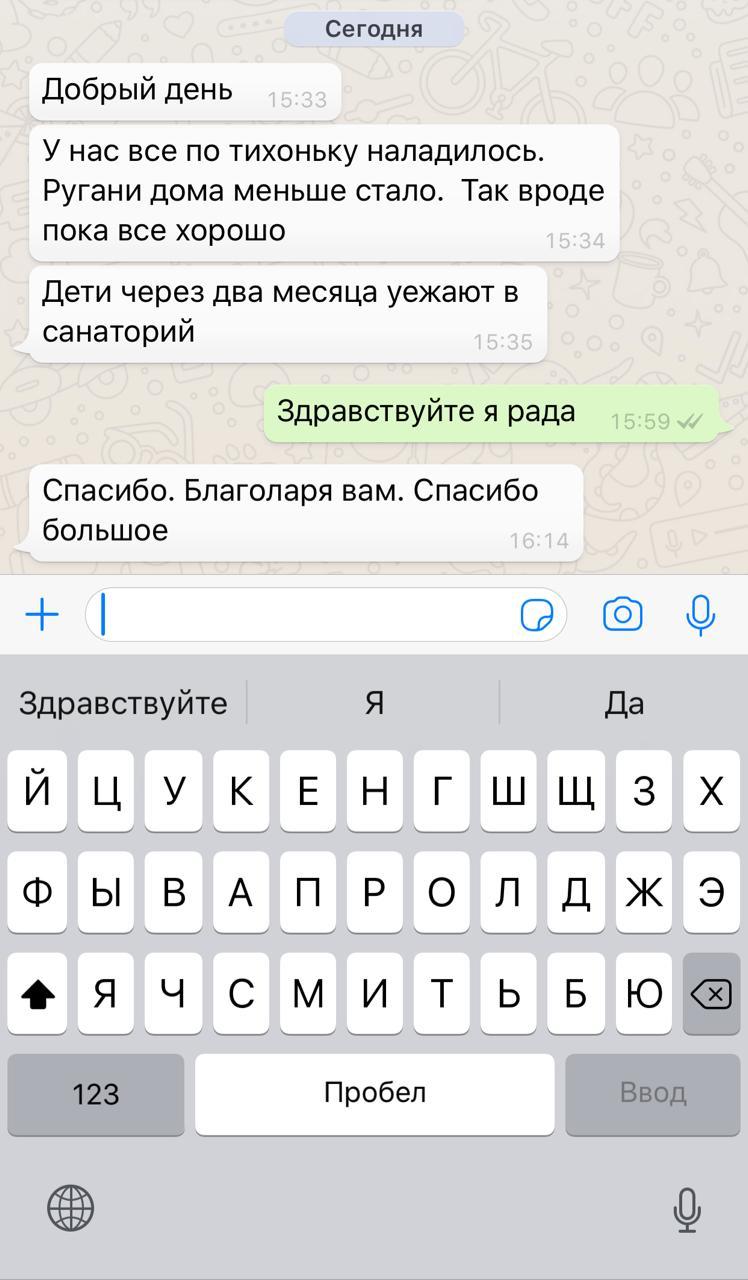 Сегодня
Добрый день 15:33
У нас все по тихоньку наладилось.
Ругани дома меньше стало. Так вроде
пока все хорошо 15:34
Дети через два месяца уежают в
санаторий 15:35
Здравствуйте я рада 15:59
Спасибо. Благоларя вам. Спасибо
большое 16:14
Здравствуйте Я Да
Й Ц У К Е Н Г Ш Щ З Х
Ф Ы В А П Р О Л Д Ж Э
Я Ч С М И Т Ь Б Ю
123 Пробел Ввод